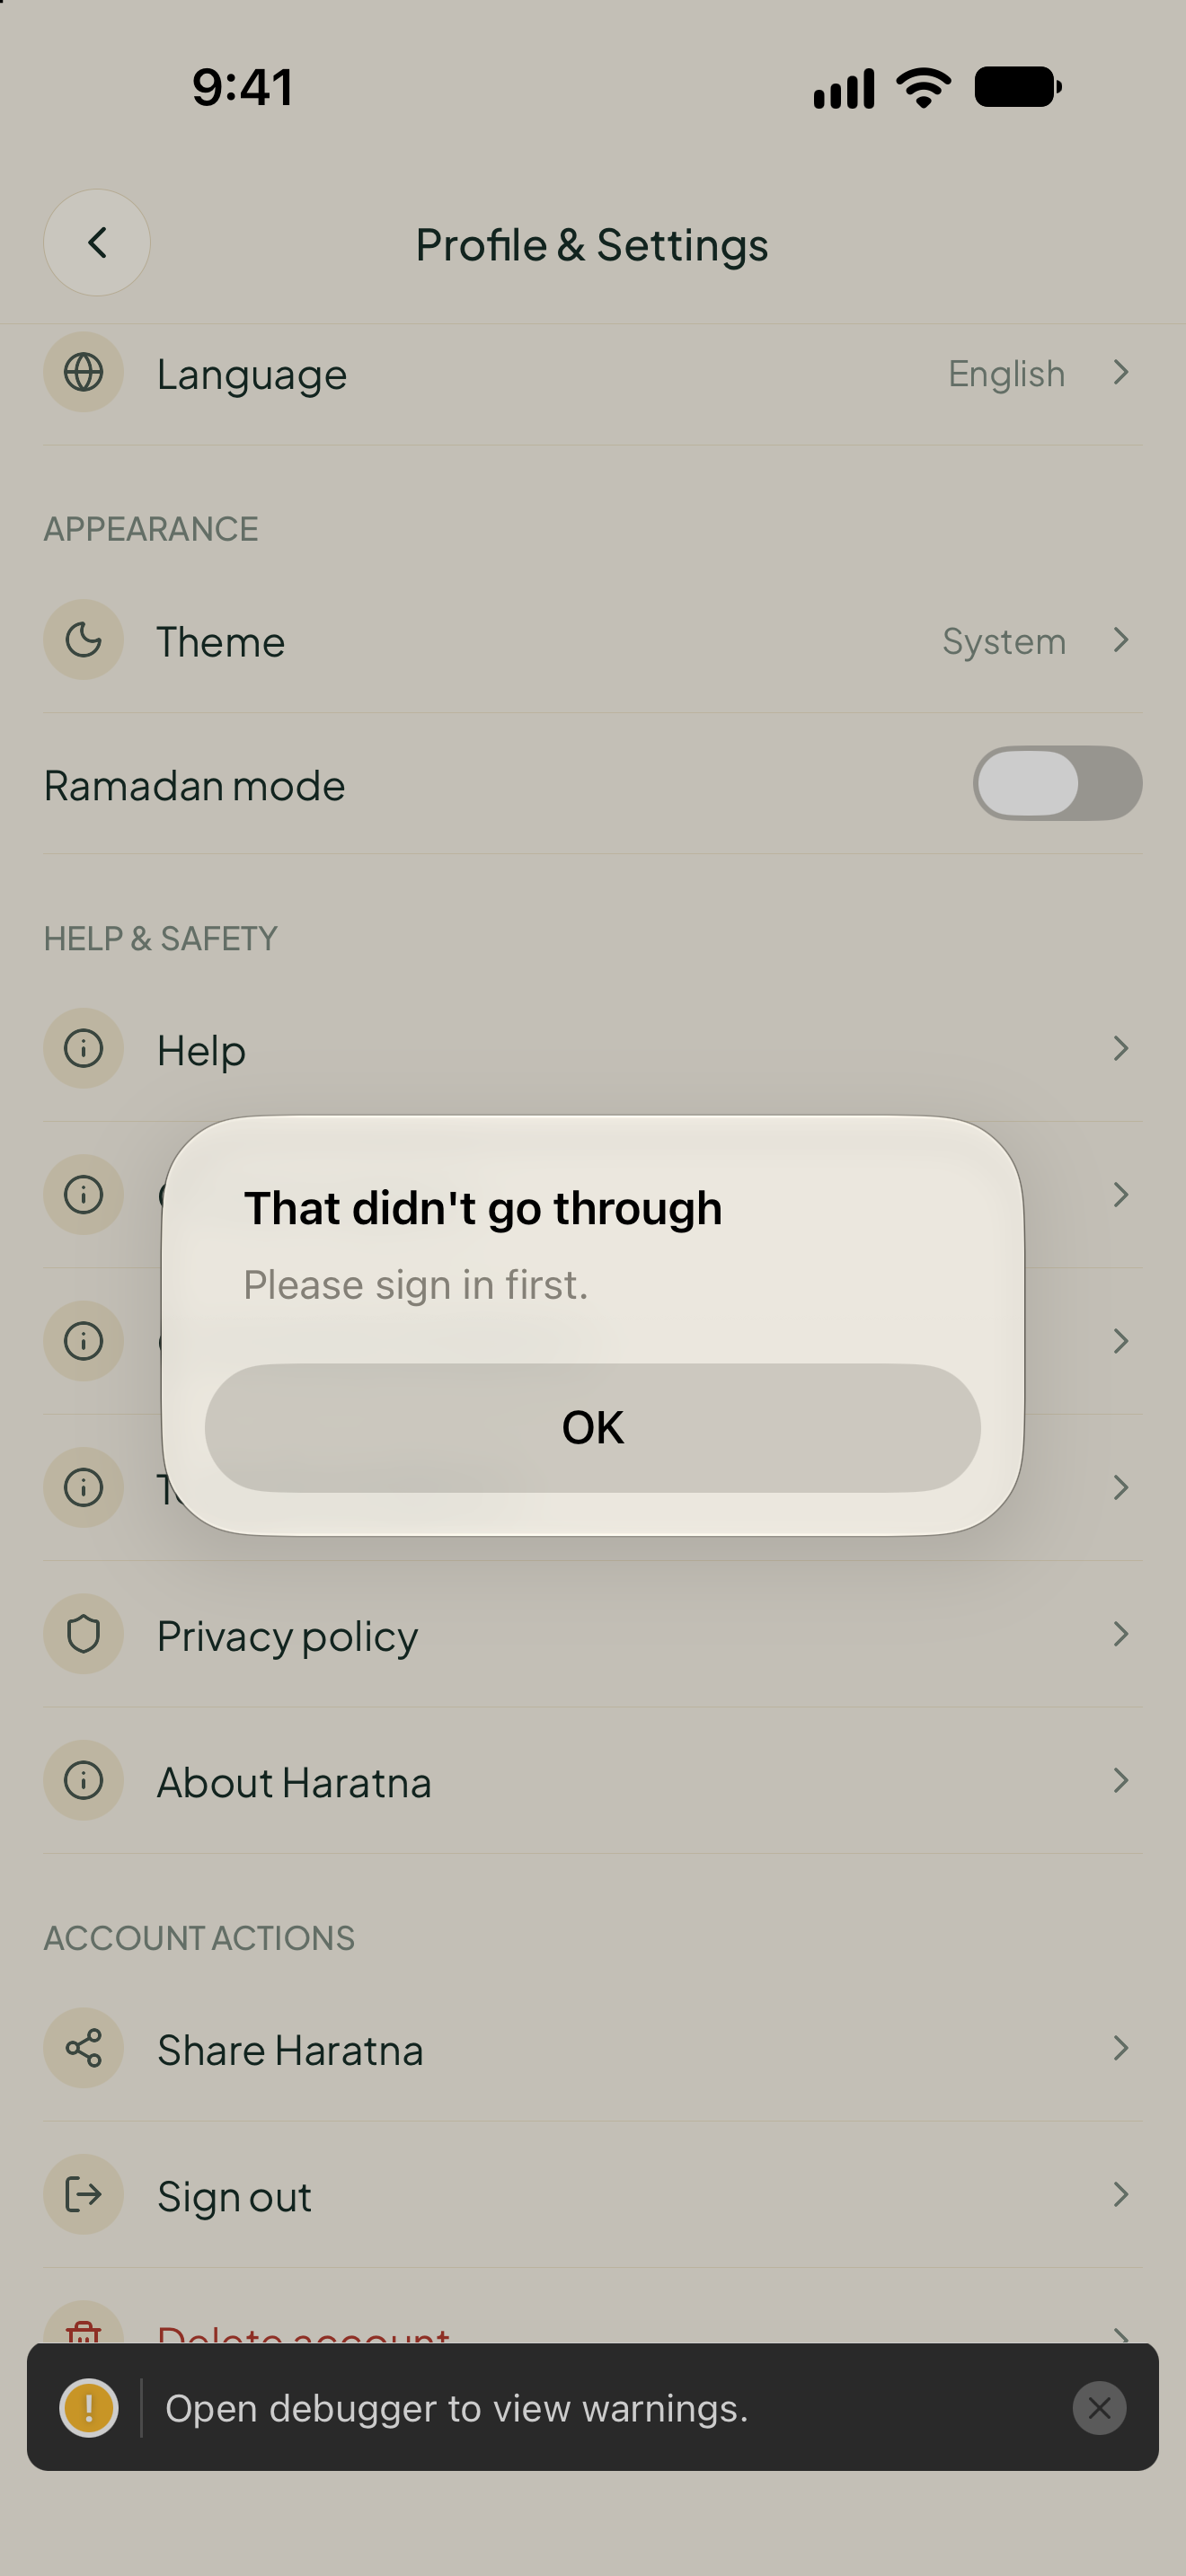 9:41
Profile & Settings
Language
English
APPEARANCE
Theme
System
Ramadan mode
HELP & SAFETY
Help
That didn't go through
Please sign in first.
OK
Privacy policy
About Haratna
ACCOUNT ACTIONS
Share Haratna
Sign out
Delete account
Open debugger to view warnings.